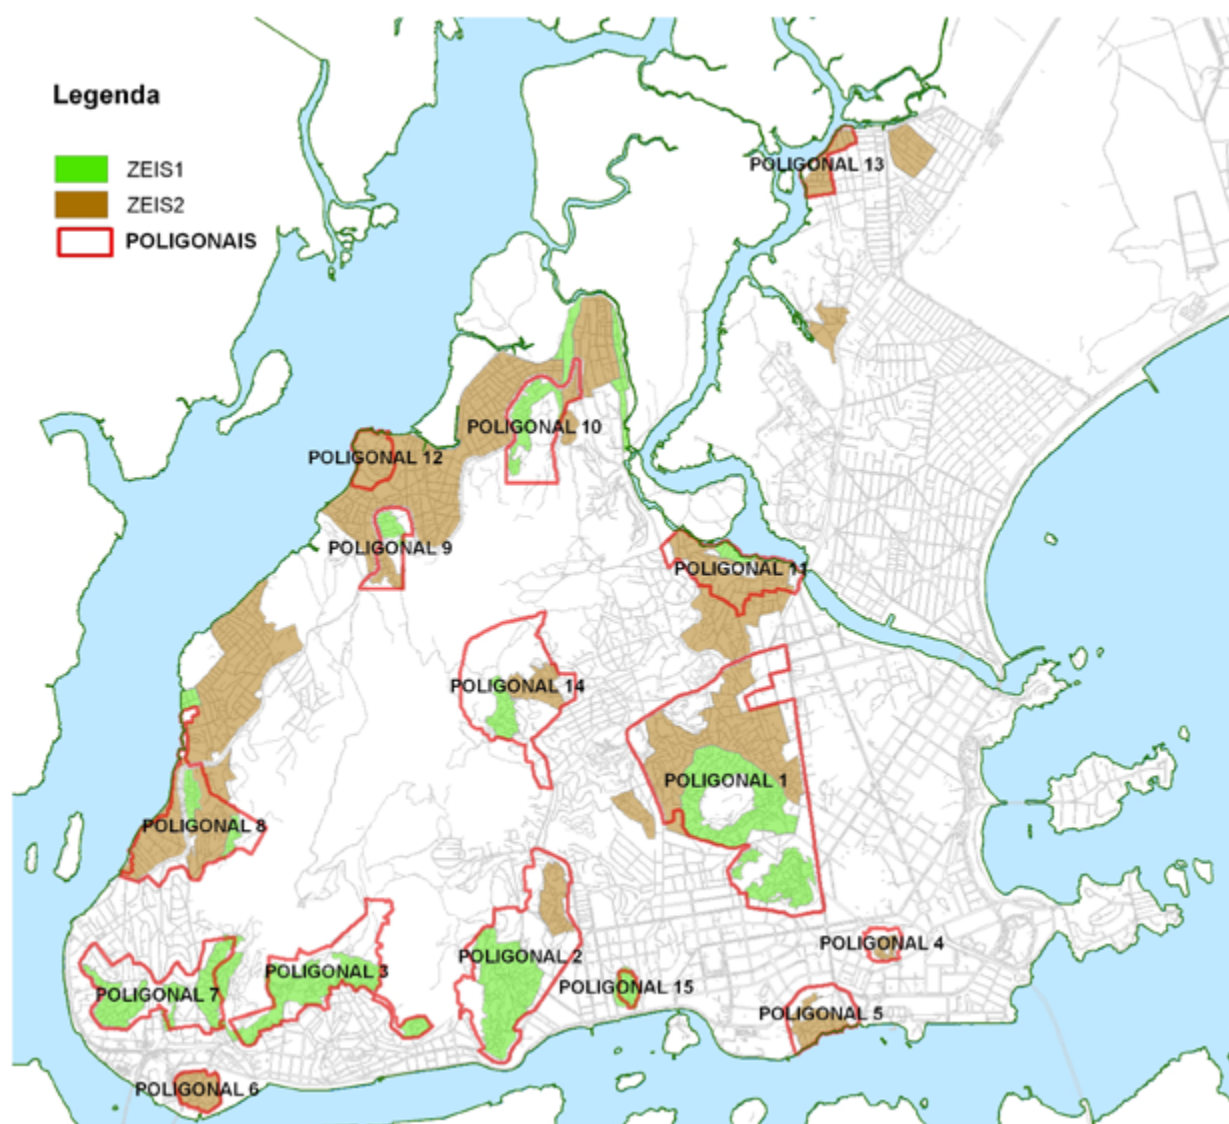 Legenda
ZEIS1
ZEIS2
POLIGONAIS
POLIGONAL 13
POLIGONAL 10
POLIGONAL 12
POLIGONAL 9
POLIGONAL 11
POLIGONAL 14
POLIGONAL 1
POLIGONAL 8
POLIGONAL 4
POLIGONAL 2
POLIGONAL 3
POLIGONAL 15
POLIGONAL 7
POLIGONAL 5
POLIGONAL 6